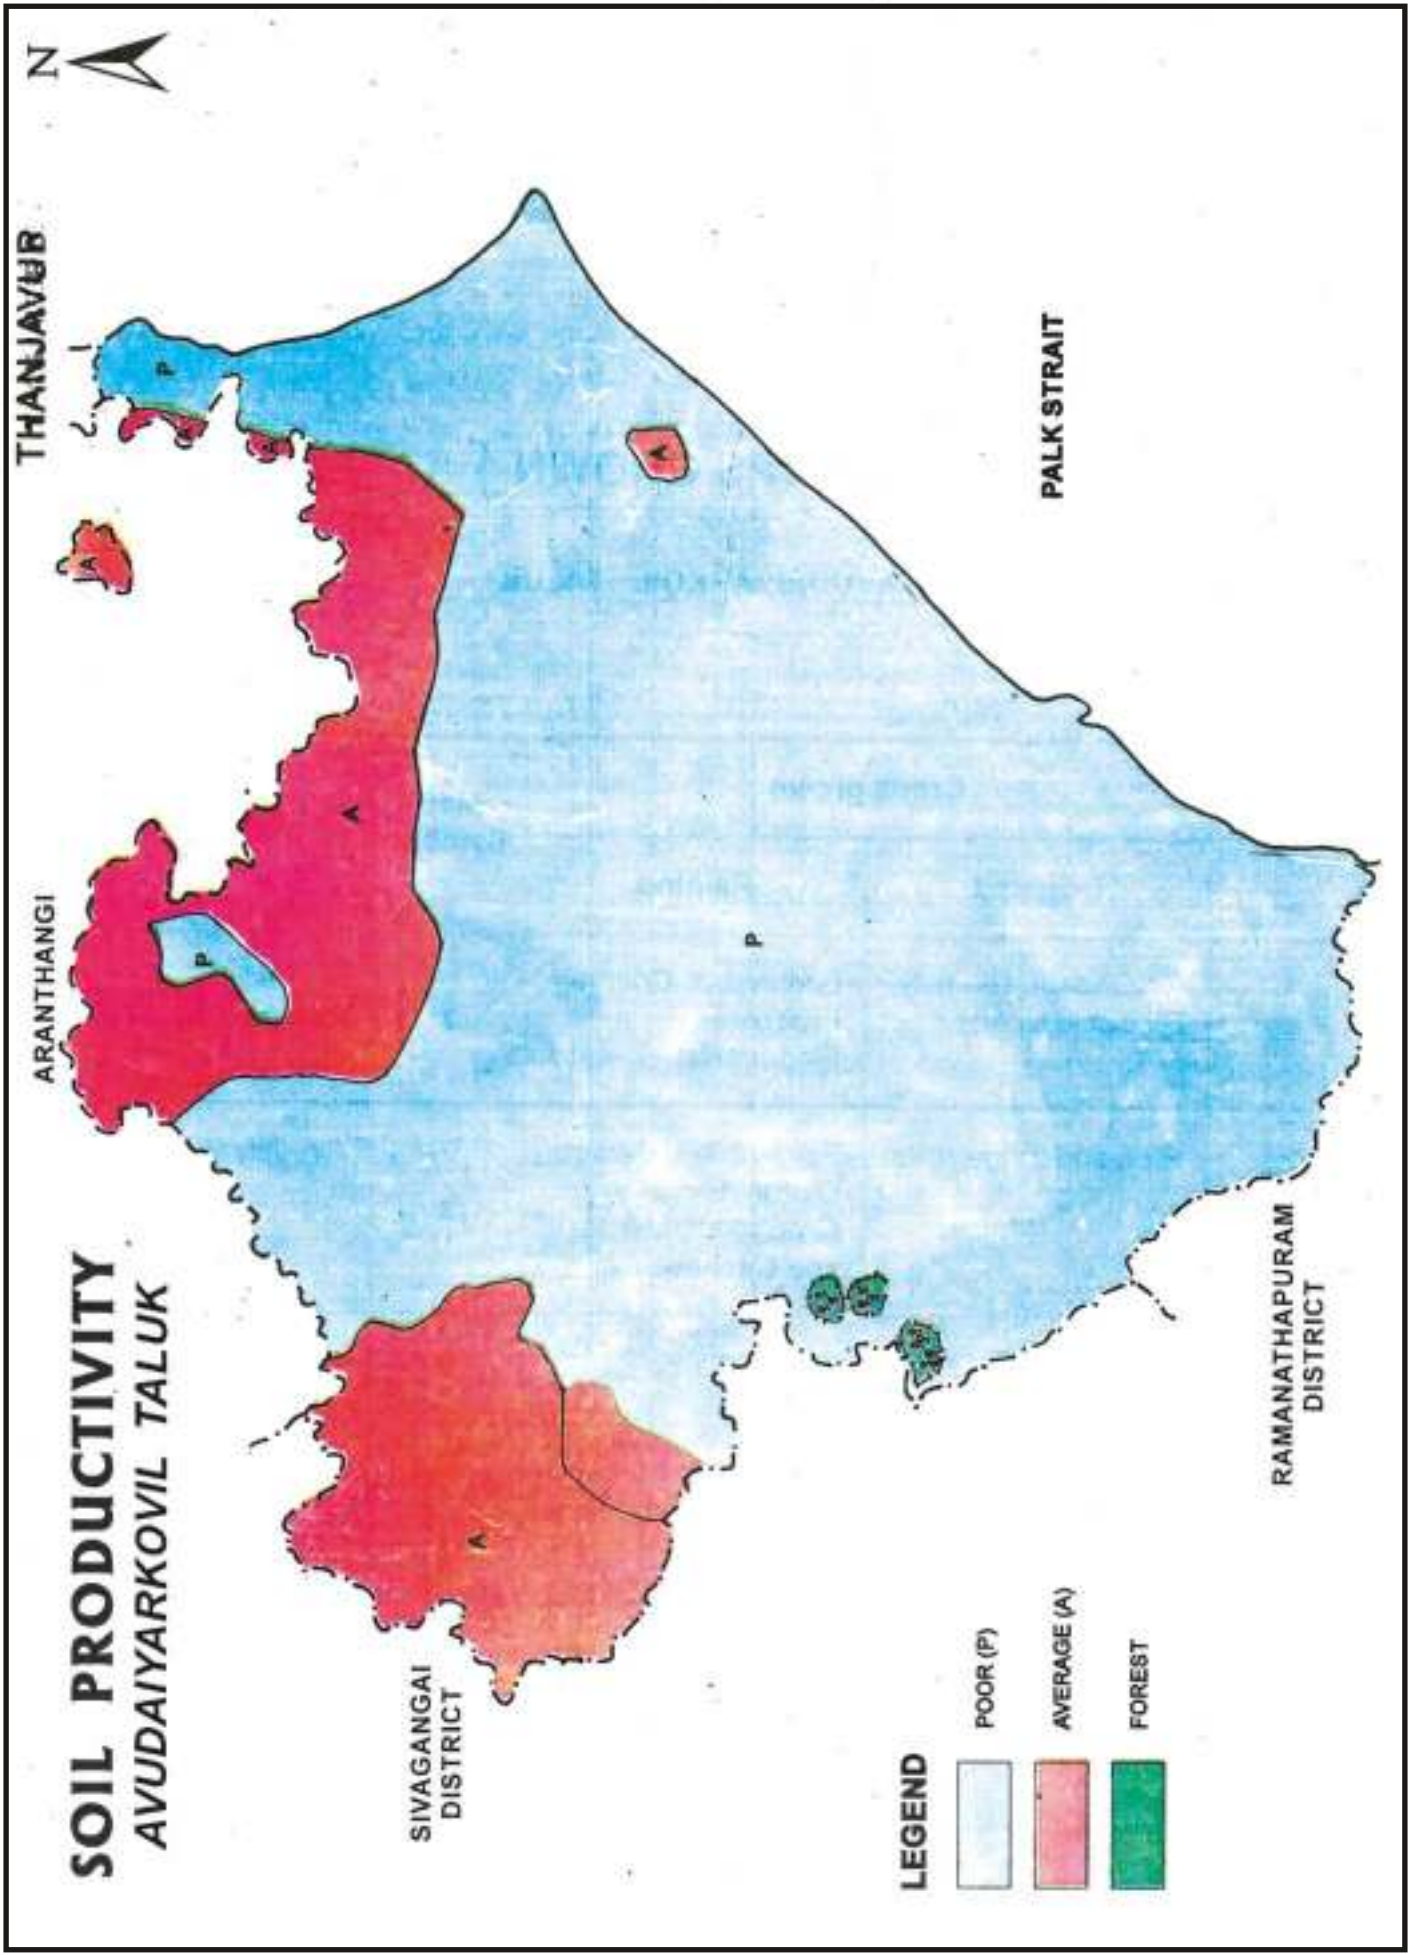 SOIL PRODUCTIVITY
AVUDAIYARKOVIL TALUK
N
THANJAVUR
ARANTHANGI
P
A
A
A
A
P
A
A
P
A
PALK STRAIT
SIVAGANGAI
DISTRICT
RAMANATHAPURAM
DISTRICT
LEGEND
POOR (P)
AVERAGE (A)
FOREST